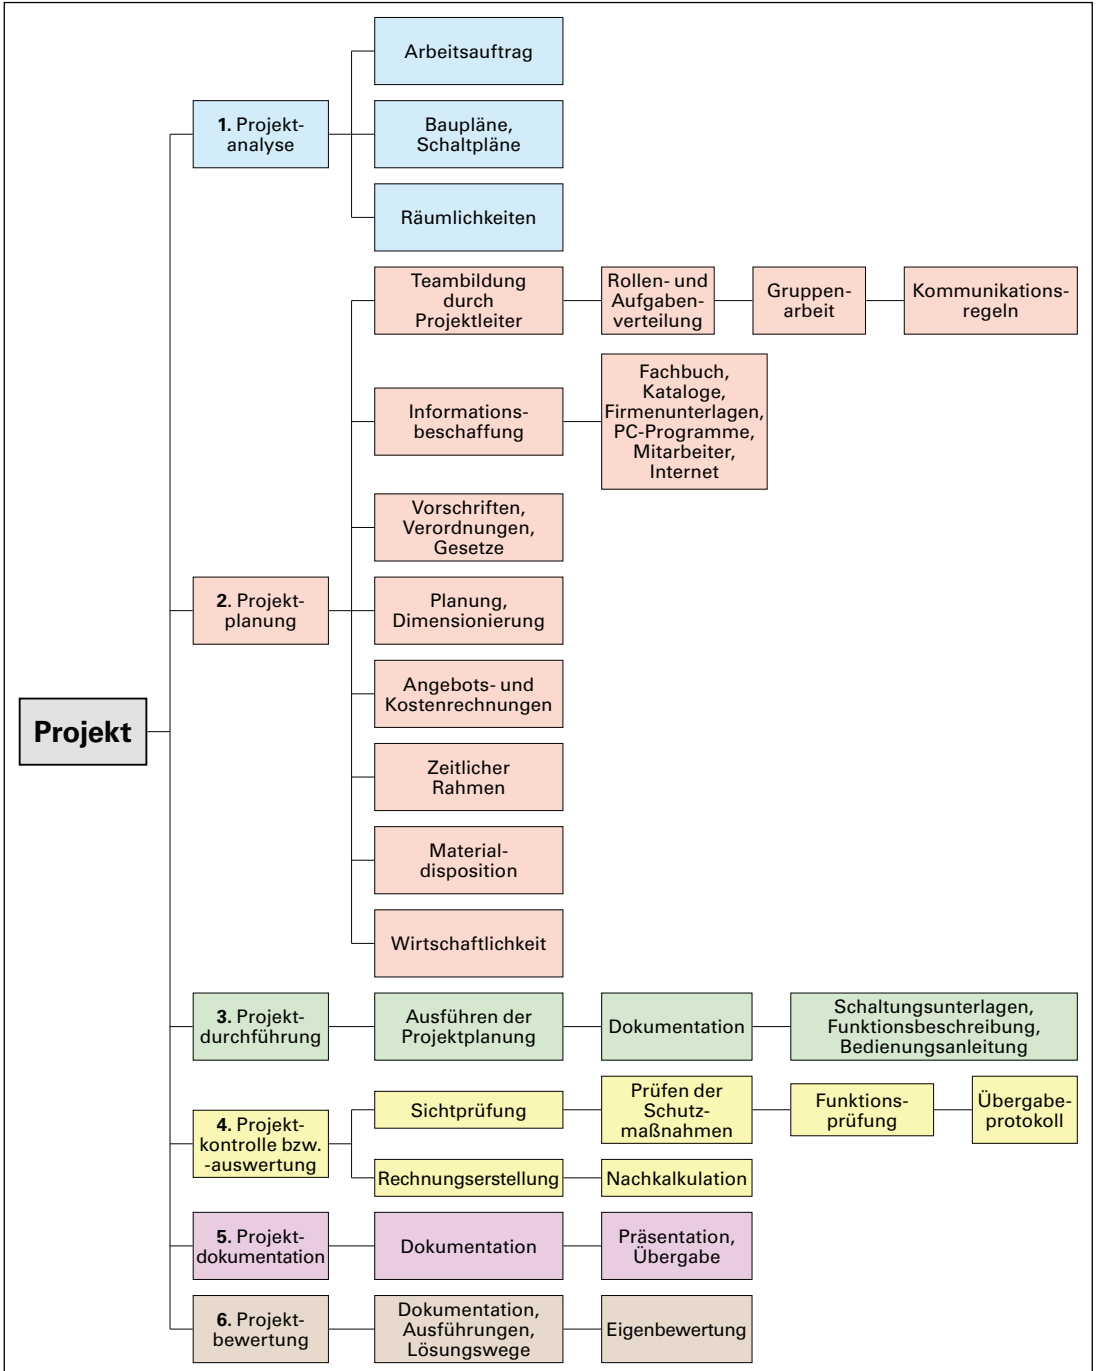 Arbeitsauftrag
1. Projekt-
analyse
Baupläne,
Schaltpläne
Räumlichkeiten
Teambildung
durch
Projektleiter
Rollen- und
Aufgaben-
verteilung
Gruppen-
arbeit
Kommunikations-
regeln
Informations-
beschaffung
Fachbuch,
Kataloge,
Firmenunterlagen,
PC-Programme,
Mitarbeiter,
Internet
Vorschriften,
Verordnungen,
Gesetze
2. Projekt-
planung
Planung,
Dimensionierung
Angebots- und
Kostenrechnungen
Projekt
Zeitlicher
Rahmen
Material-
disposition
Wirtschaftlichkeit
3. Projekt-
durchführung
Ausführen der
Projektplanung
Dokumentation
Schaltungsunterlagen,
Funktionsbeschreibung,
Bedienungsanleitung
4. Projekt-
kontrolle bzw.
-auswertung
Sichtprüfung
Prüfen der
Schutz-
maßnahmen
Funktions-
prüfung
Übergabe-
protokoll
Rechnungserstellung
Nachkalkulation
5. Projekt-
dokumentation
Dokumentation
Präsentation,
Übergabe
6. Projekt-
bewertung
Dokumentation,
Ausführungen,
Lösungswege
Eigenbewertung